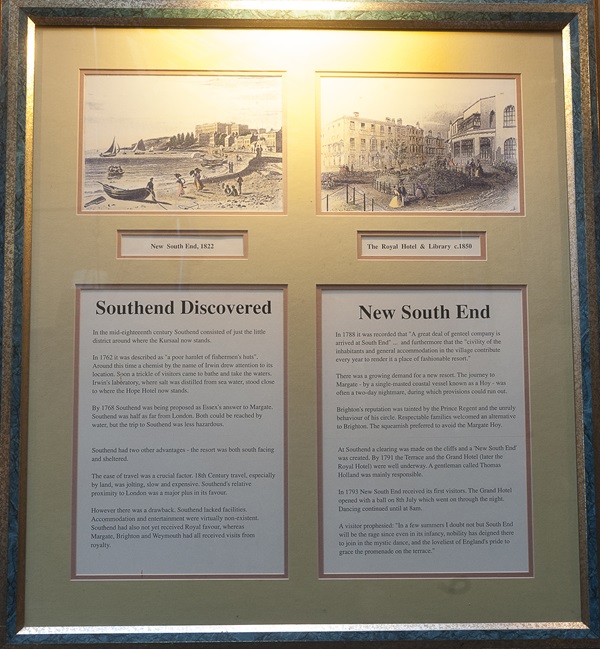 New South End, 1822
The Royal Hotel & Library c.1850
Southend Discovered
In the mid-eighteenth century Southend consisted of just the little
district around where the Kursaal now stands.
In 1762 it was described as "a poor hamlet of fishermen's huts".
Around this time a chemist by the name of Irwin drew attention to its
location. Soon a trickle of visitors came to bathe and take the waters.
Irwin's laboratory, where salt was distilled from sea water, stood close
to where the Hope Hotel now stands.
By 1768 Southend was being proposed as Essex's answer to Margate.
Southend was half as far from London. Both could be reached by
water, but the trip to Southend was less hazardous.
Southend had two other advantages - the resort was both south facing
and sheltered.
The ease of travel was a crucial factor. 18th Century travel, especially
by land, was jolting, slow and expensive. Southend's relative
proximity to London was a major plus in its favour.
However there was a drawback. Southend lacked facilities.
Accommodation and entertainment were virtually non-existent.
Southend had also not yet received Royal favour, whereas
Margate, Brighton and Weymouth had all received visits from
royalty.
New South End
In 1788 it was recorded that "A great deal of genteel company is
arrived at South End" ... and furthermore that the "civility of the
inhabitants and general accommodation in the village contribute
every year to render it a place of fashionable resort."
There was a growing demand for a new resort. The journey to
Margate - by a single-masted coastal vessel known as a Hoy - was
often a two-day nightmare, during which provisions could run out.
Brighton's reputation was tainted by the Prince Regent and the unruly
behaviour of his circle. Respectable families welcomed an alternative
to Brighton. The squeamish preferred to avoid the Margate Hoy.
At Southend a clearing was made on the cliffs and a 'New South End'
was created. By 1791 the Terrace and the Grand Hotel (later the
Royal Hotel) were well underway. A gentleman called Thomas
Holland was mainly responsible.
In 1793 New South End received its first visitors. The Grand Hotel
opened with a ball on 8th July which went on through the night.
Dancing continued until at 8am.
A visitor prophesied: "In a few summers I doubt not but South End
will be the rage since even in its infancy, nobility has deigned there
to join in the mystic dance, and the loveliest of England's pride to
grace the promenade on the terrace."